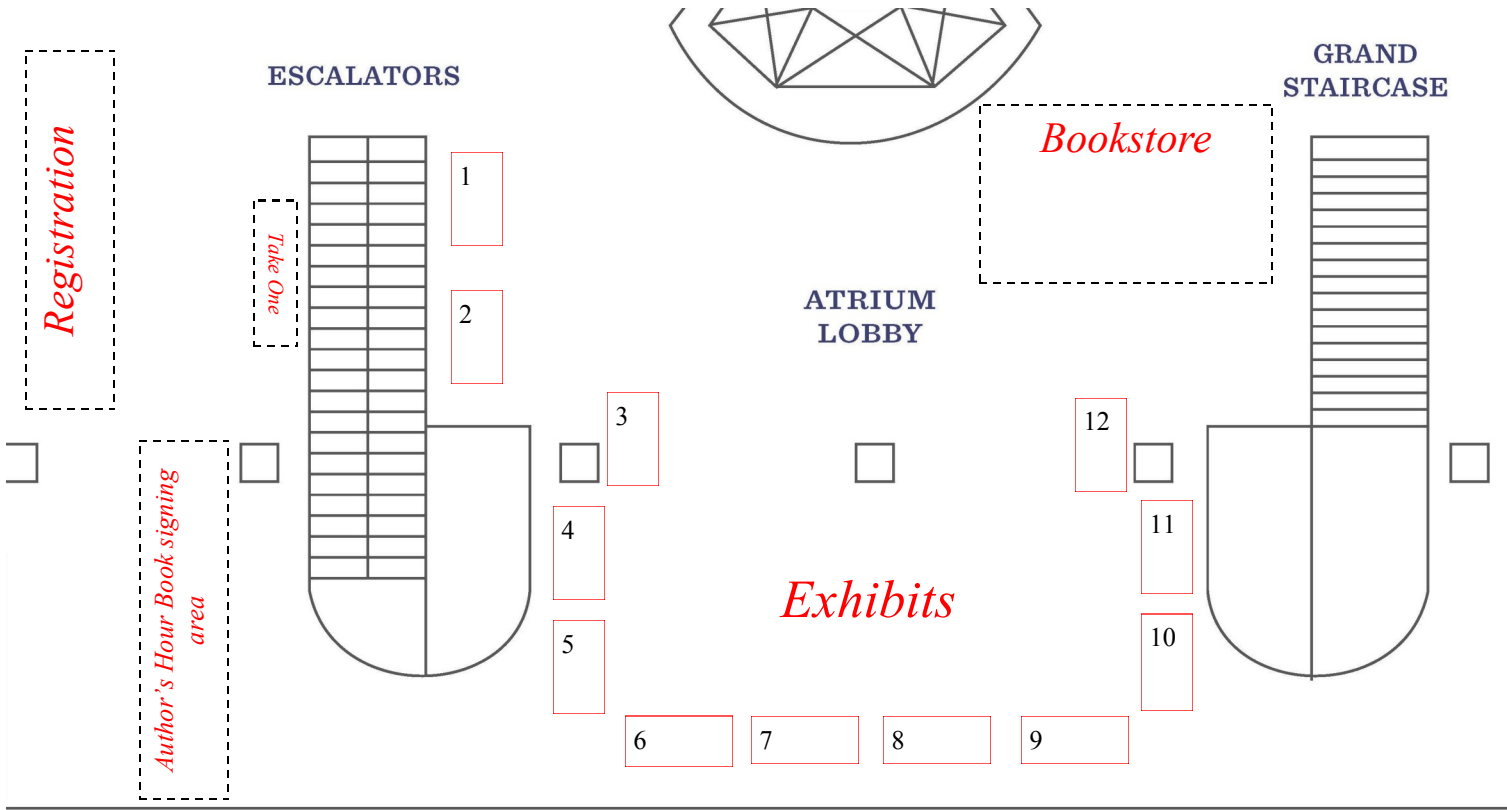 ESCALATORS
GRAND
STAIRCASE
Registration
Take One
1
Bookstore
2
ATRIUM
LOBBY
3
12
Author's Hour Book signing
area
4
11
Exhibits
5
10
6
7
8
9